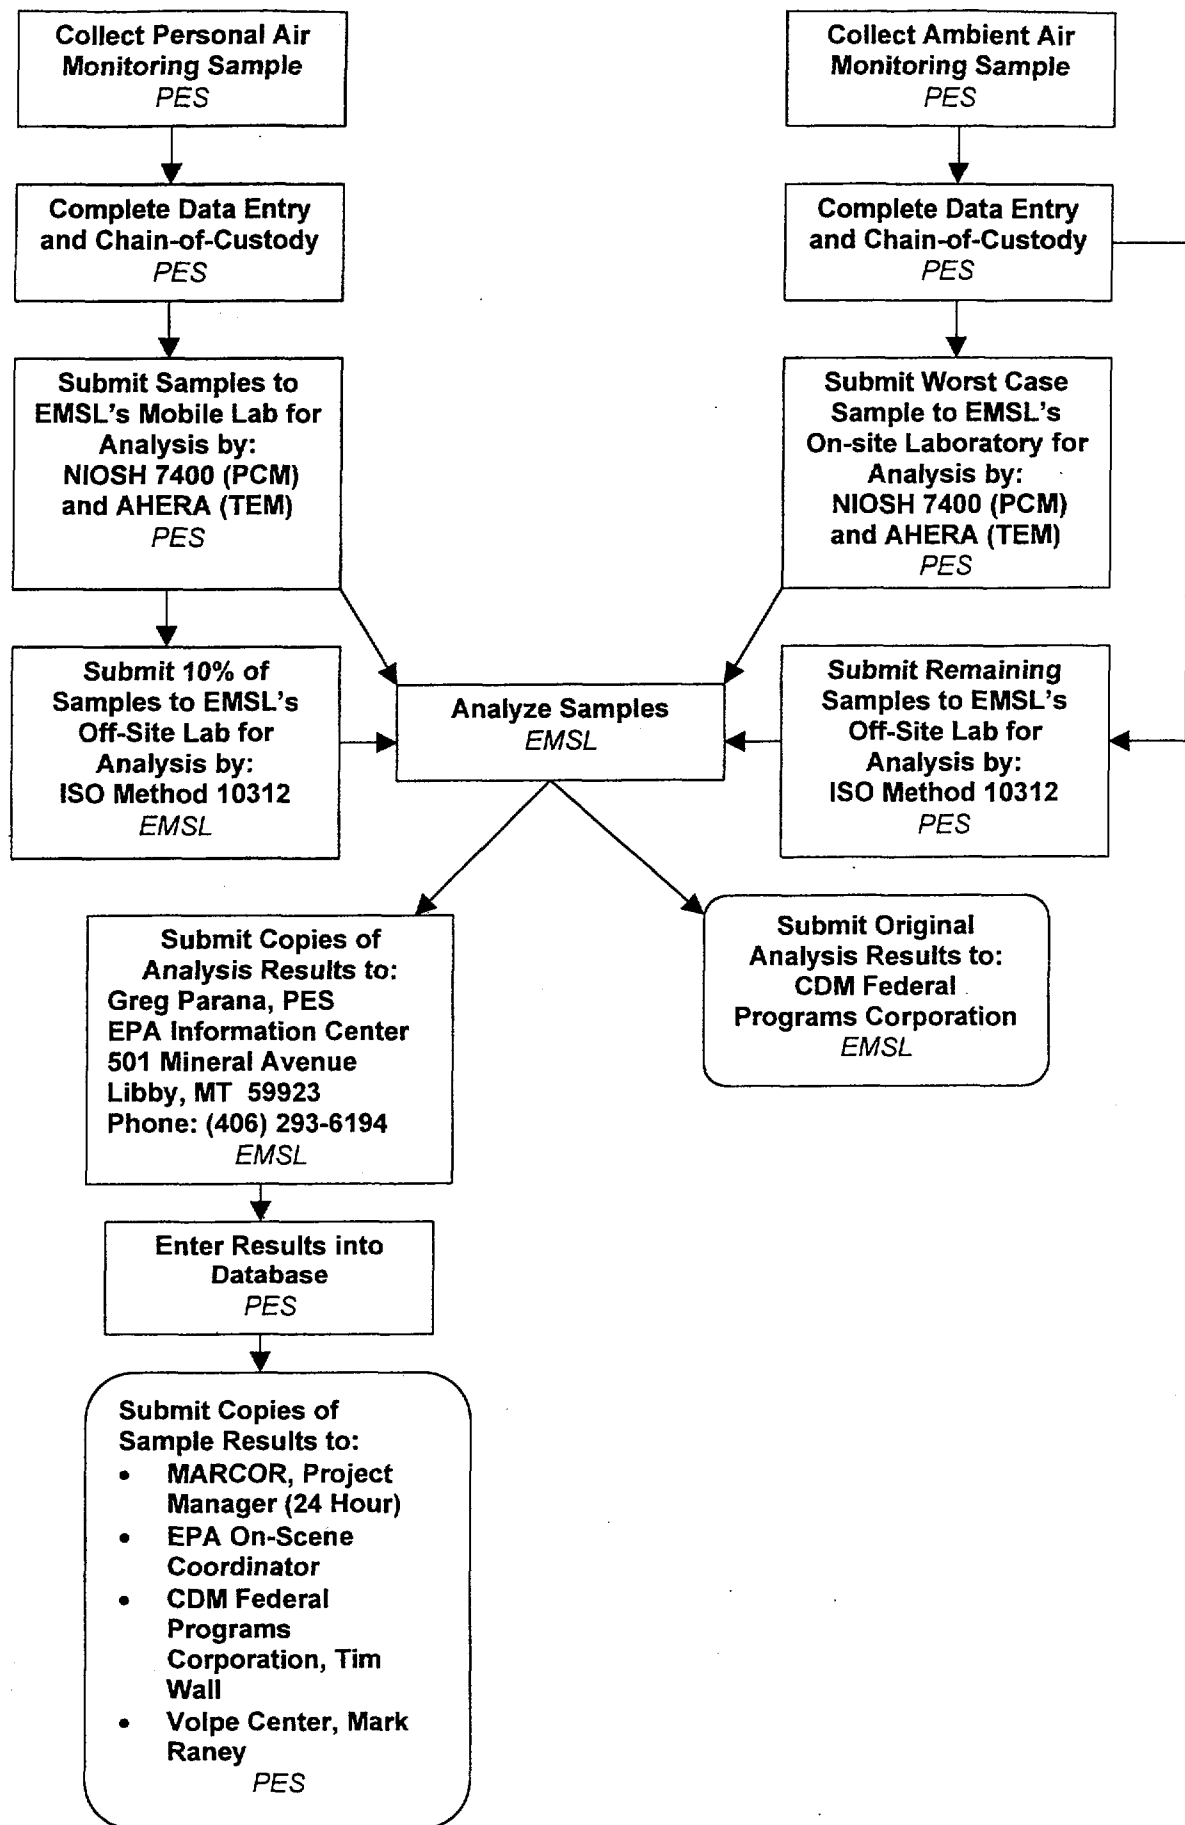 Collect Personal Air
Monitoring Sample
PES
Collect Ambient Air
Monitoring Sample
PES
Complete Data Entry
and Chain-of-Custody
PES
Complete Data Entry
and Chain-of-Custody
PES
Submit Samples to
EMSL's Mobile Lab for
Analysis by:
NIOSH 7400 (PCM)
and AHERA (TEM)
PES
Submit Worst Case
Sample to EMSL's
On-site Laboratory for
Analysis by:
NIOSH 7400 (PCM)
and AHERA (TEM)
PES
Submit 10% of
Samples to EMSL's
Off-Site Lab for
Analysis by:
ISO Method 10312
EMSL
Analyze Samples
EMSL
Submit Remaining
Samples to EMSL's
Off-Site Lab for
Analysis by:
ISO Method 10312
PES
Submit Copies of
Analysis Results to:
Greg Parana, PES
EPA Information Center
501 Mineral Avenue
Libby, MT 59923
Phone: (406) 293-6194
EMSL
Submit Original
Analysis Results to:
CDM Federal
Programs Corporation
EMSL
Enter Results into
Database
PES
Submit Copies of
Sample Results to:
• MARCOR, Project
Manager (24 Hour)
• EPA On-Scene
Coordinator
• CDM Federal
Programs
Corporation, Tim
Wall
• Volpe Center, Mark
Raney
PES